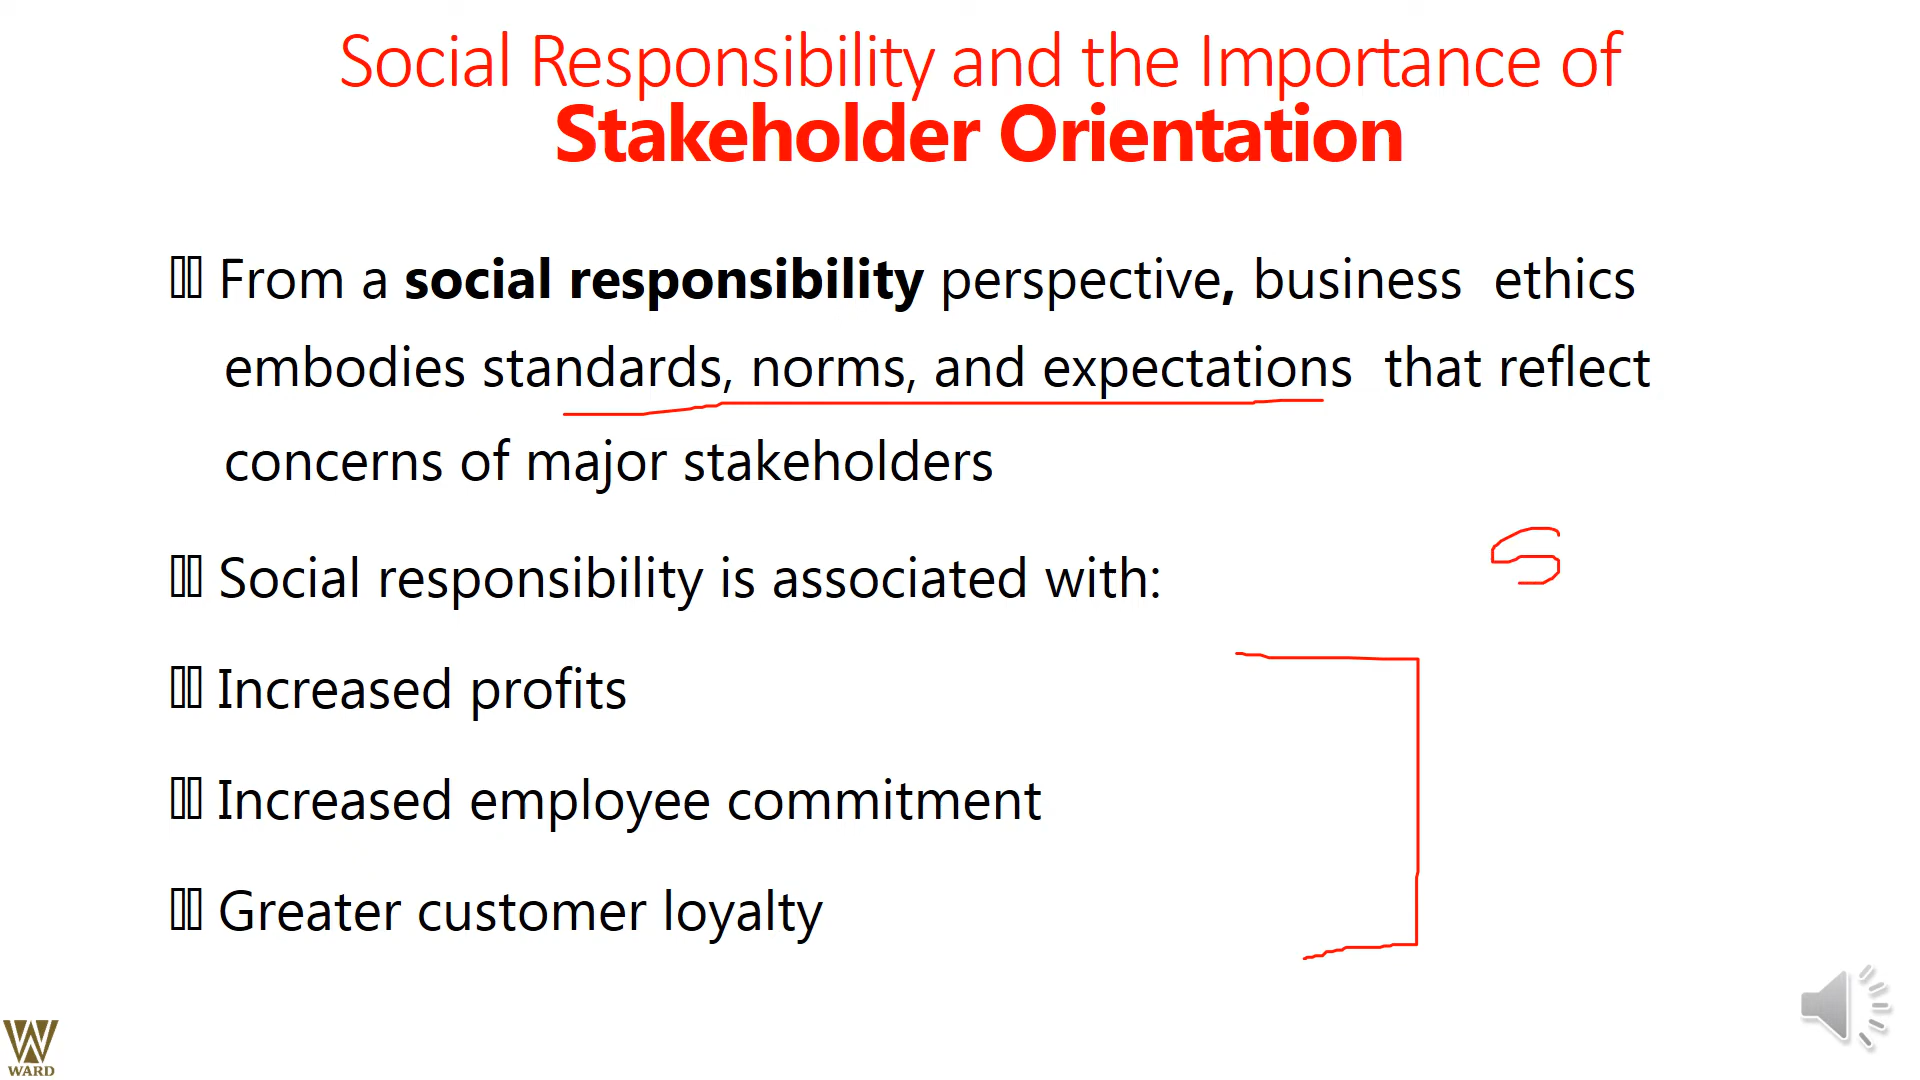 Social Responsibility and the Importance of
Stakeholder Orientation
From a social responsibility perspective, business ethics
embodies standards, norms, and expectations that reflect
concerns of major stakeholders
Social responsibility is associated with:
S
Increased profits
Increased employee commitment
Greater customer loyalty
WARD